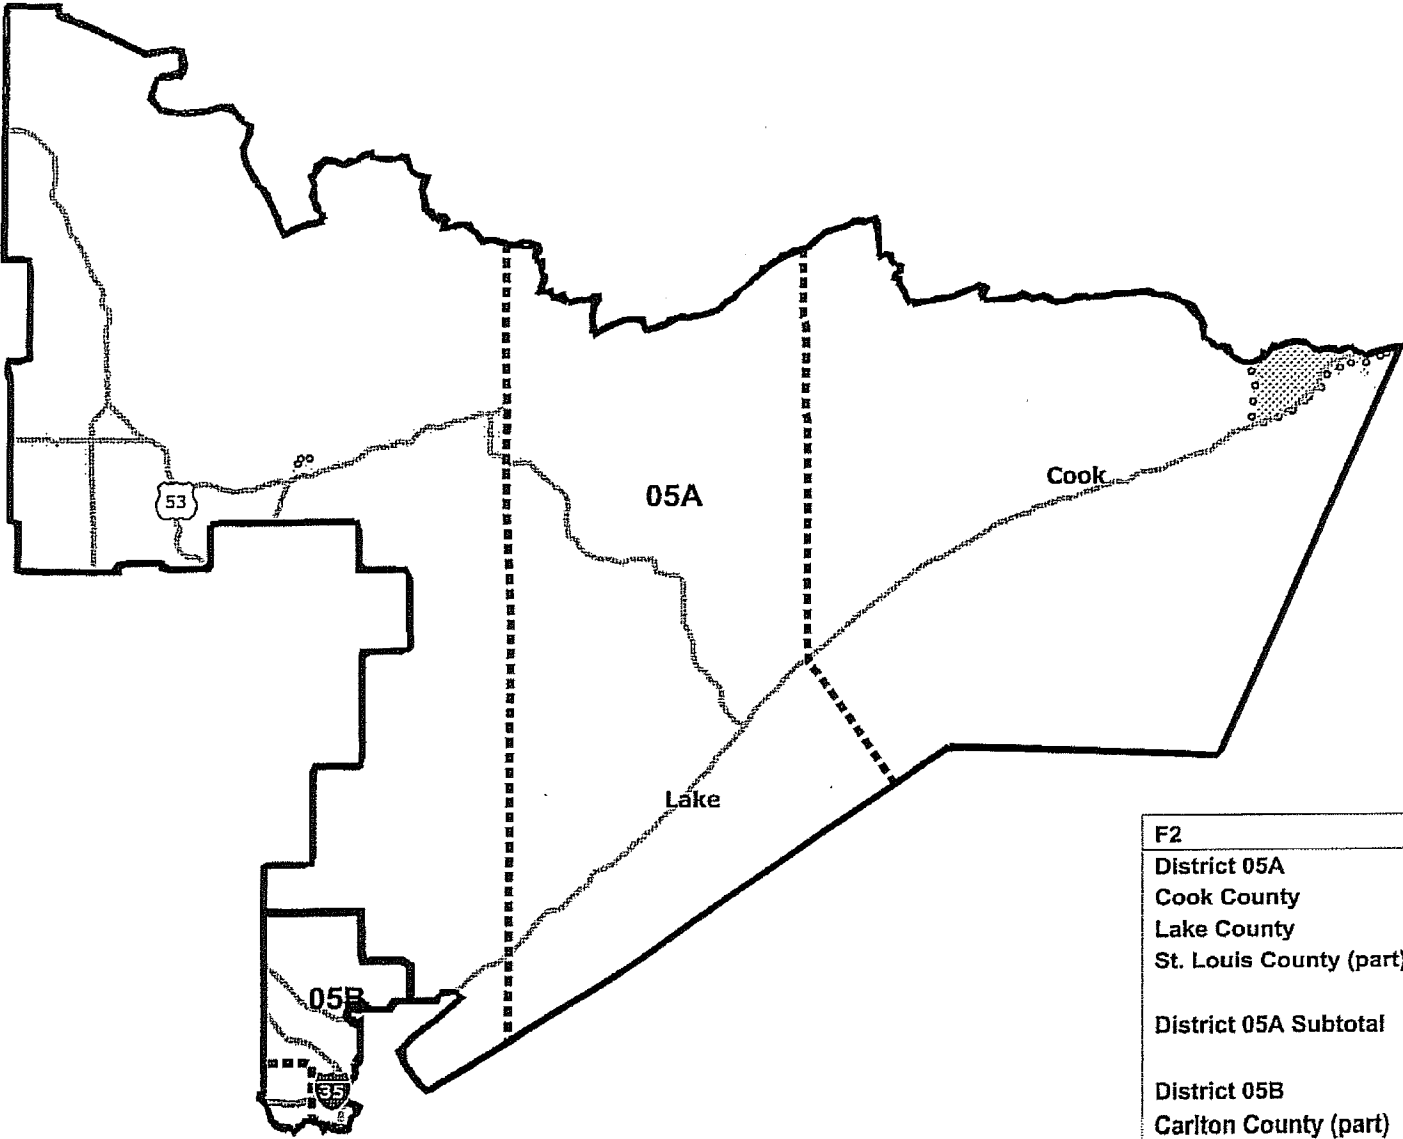 53
05A
Cook
Lake
05B
35
F2
District 05A
Cook County
Lake County
St. Louis County (part)
District 05A Subtotal
District 05B
Carlton County (part)